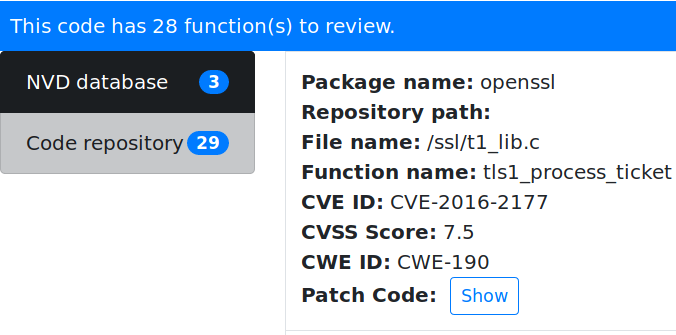 This code has 28 function(s) to review.
NVD database 3
Code repository 29
Package name: openssl
Repository path:
File name: /ssl/t1_lib.c
Function name: tls1_process_ticket
CVE ID: CVE-2016-2177
CVSS Score: 7.5
CWE ID: CWE-190
Patch Code: Show